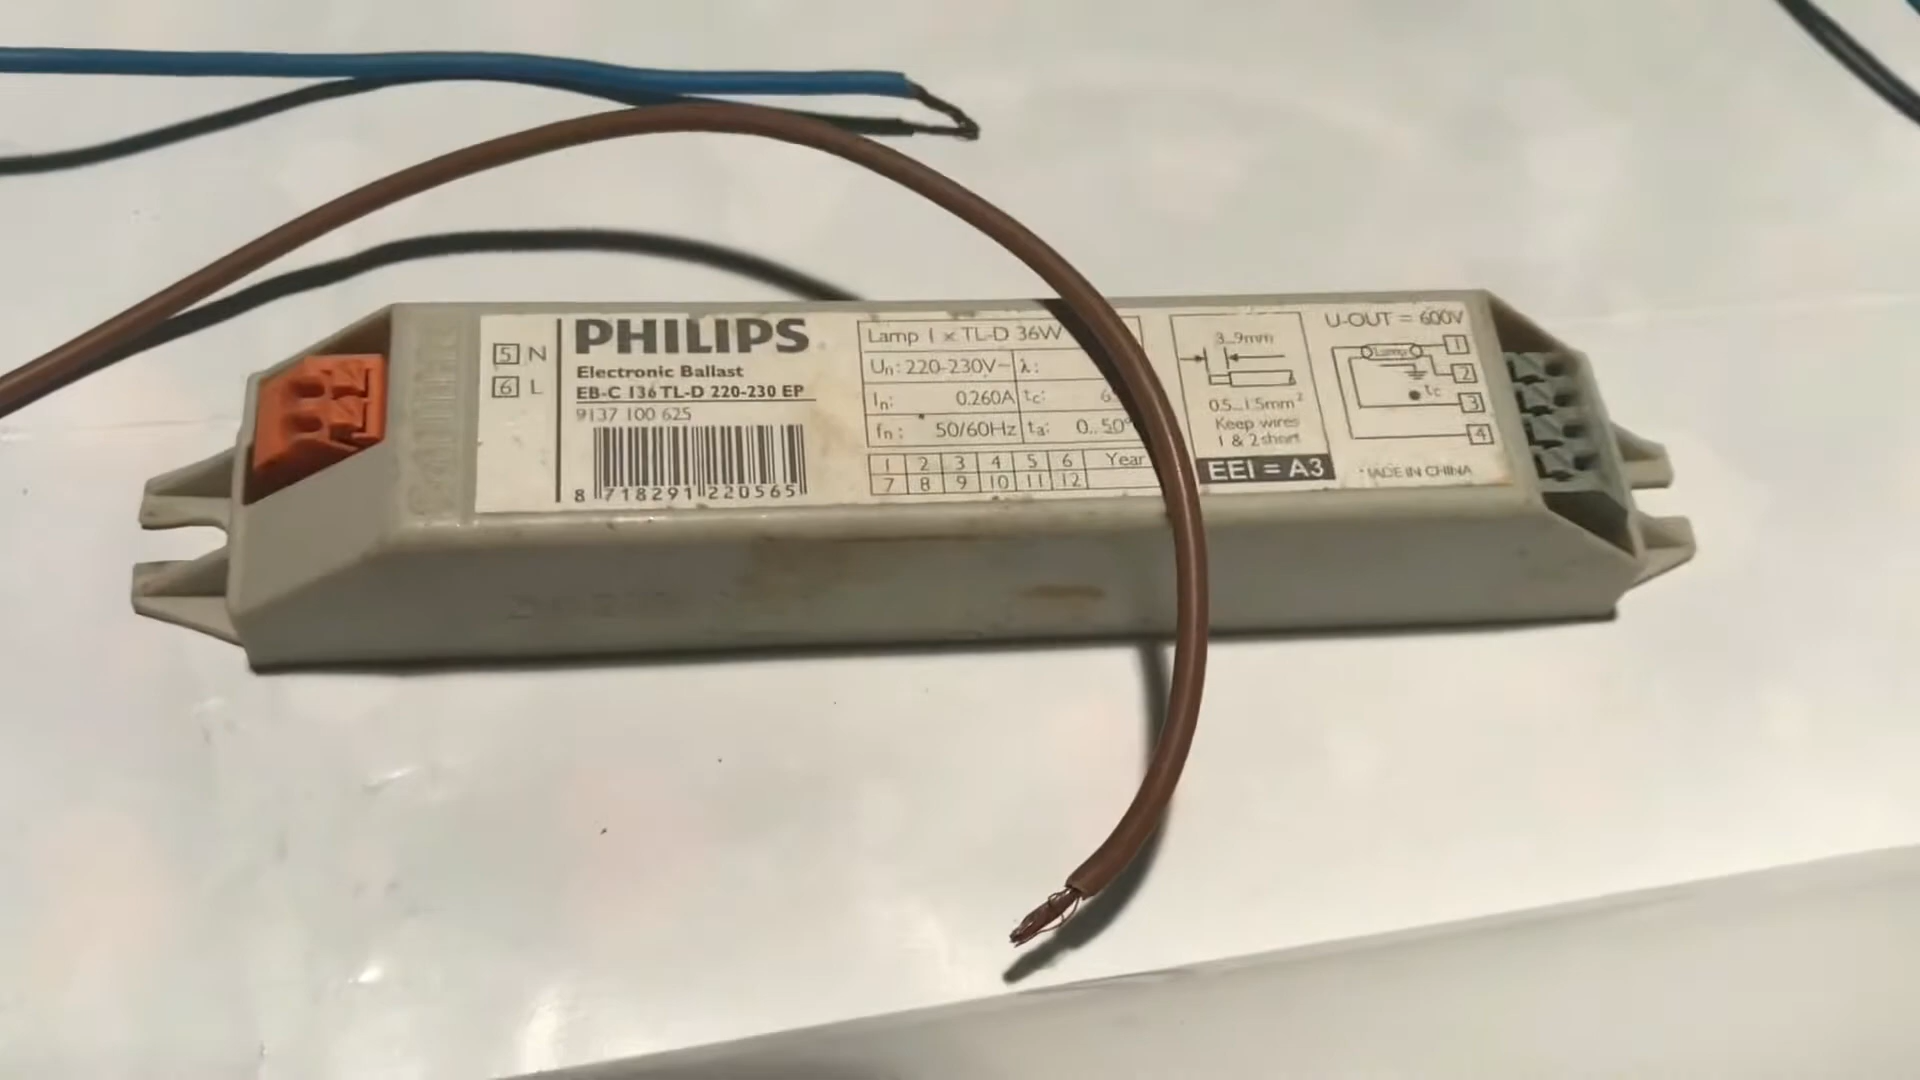 5 N
6 L
PHILIPS
Electronic Ballast
EB-C 136 TL-D 220-230 EP
9137 100 625
8 718291 220565
Lamp 1 x TL-D 36W
Un: 220-230V~ λ:
In: 0.260A tc:
fn: 50/60Hz ta: 0...50°
1 2 3 4 5 6 Year
7 8 9 10 11 12
3...9mm
0.5...1.5mm²
Keep wires
1 & 2 short
EEI = A3
U-OUT = 600V
Lamp
1
2
tc
3
4
MADE IN CHINA